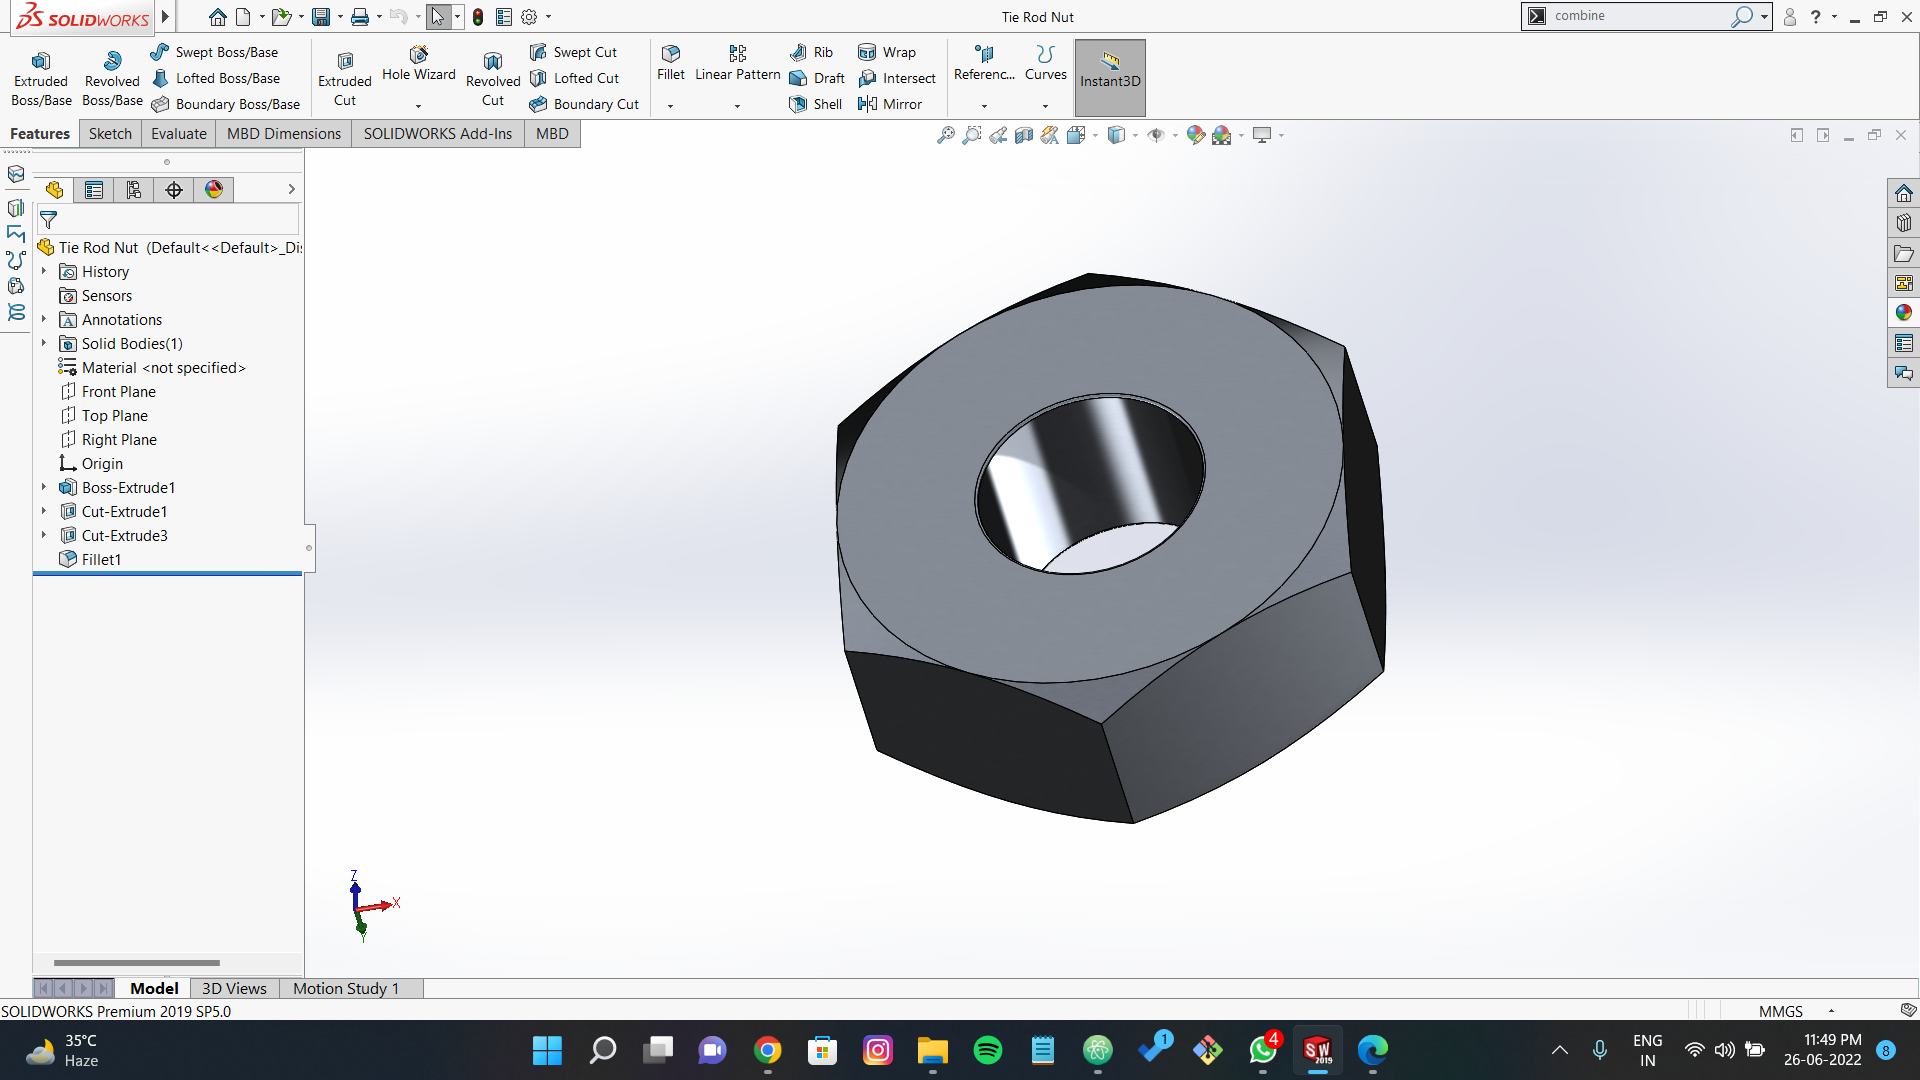 SOLIDWORKS
Tie Rod Nut
combine
Extruded Boss/Base
Revolved Boss/Base
Swept Boss/Base
Lofted Boss/Base
Boundary Boss/Base
Extruded Cut
Hole Wizard
Revolved Cut
Swept Cut
Lofted Cut
Boundary Cut
Fillet
Linear Pattern
Rib
Draft
Shell
Wrap
Intersect
Mirror
Referenc...
Curves
Instant3D
Features
Sketch
Evaluate
MBD Dimensions
SOLIDWORKS Add-Ins
MBD
Tie Rod Nut (Default<<Default>_Di
History
Sensors
Annotations
Solid Bodies(1)
Material <not specified>
Front Plane
Top Plane
Right Plane
Origin
Boss-Extrude1
Cut-Extrude1
Cut-Extrude3
Fillet1
Z
X
Y
Model
3D Views
Motion Study 1
SOLIDWORKS Premium 2019 SP5.0
MMGS
35°C
Haze
1
4
SW
2019
ENG
IN
11:49 PM
26-06-2022
8